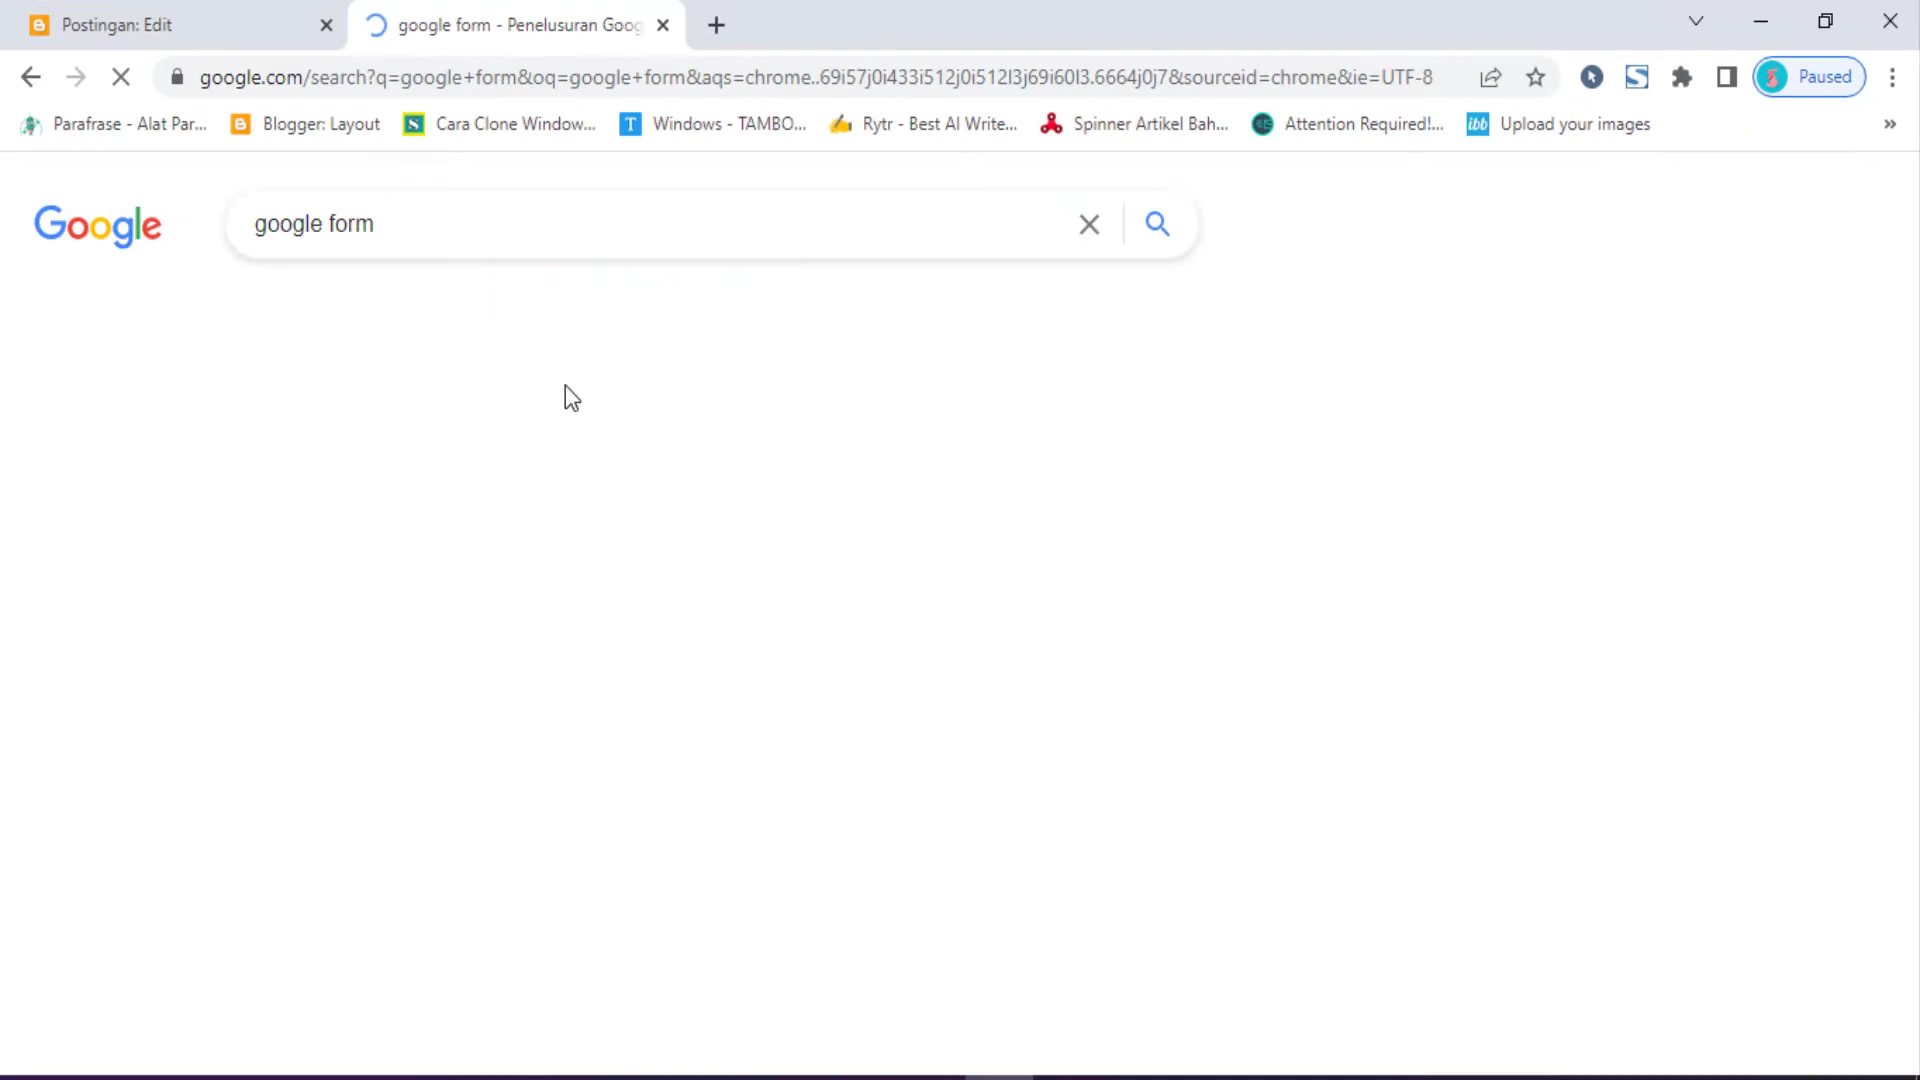 Postingan: Edit
google form - Penelusuran Goog
google.com/search?q=google+form&oq=google+form&aqs=chrome..69i57j0i433i512j0i512l3j69i60l3.6664j0j7&sourceid=chrome&ie=UTF-8
Paused
Parafrase - Alat Par...
Blogger: Layout
S
Cara Clone Window...
T
Windows - TAMBO...
Rytr - Best AI Write...
Spinner Artikel Bah...
Attention Required!...
ibb
Upload your images
Google
google form